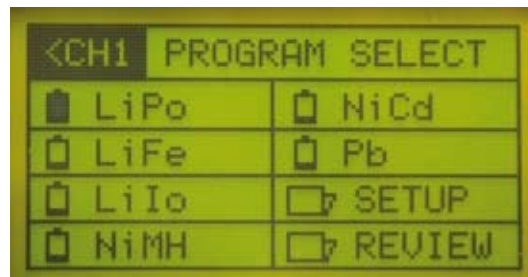 <CH1 PROGRAM SELECT
LiPo NiCd
LiFe Pb
LiIo SETUP
NiMH REVIEW